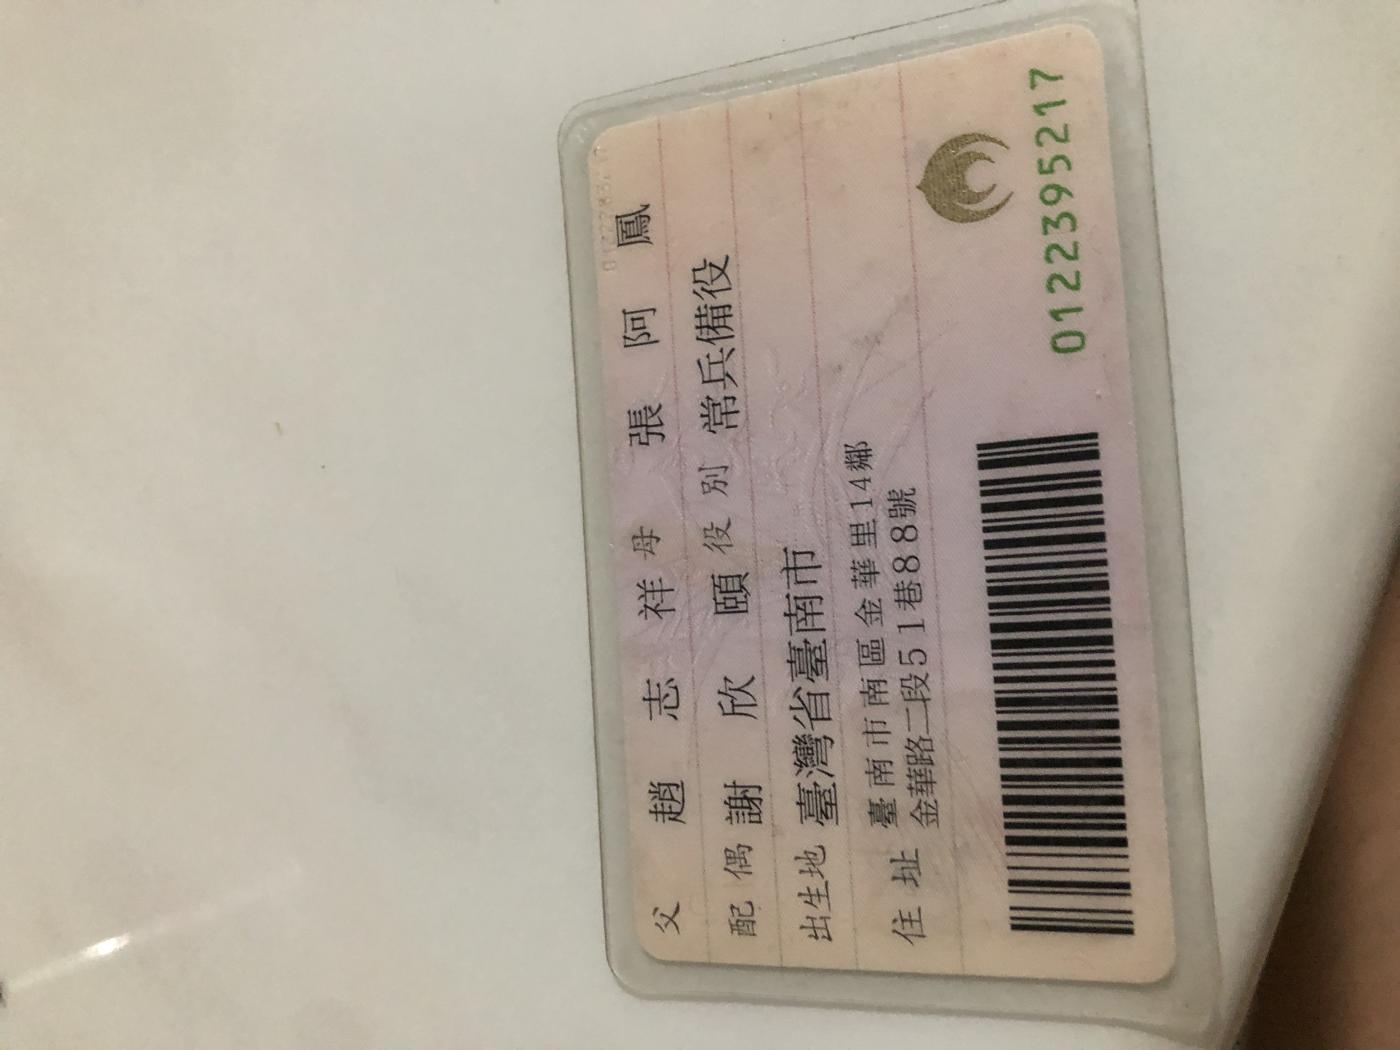 父 趙志祥 母 張阿鳳
配偶 謝欣頤 役別 常兵備役
出生地 臺灣省臺南市
住址 臺南市南區金華里14鄰
金華路二段51巷88號
0122395217